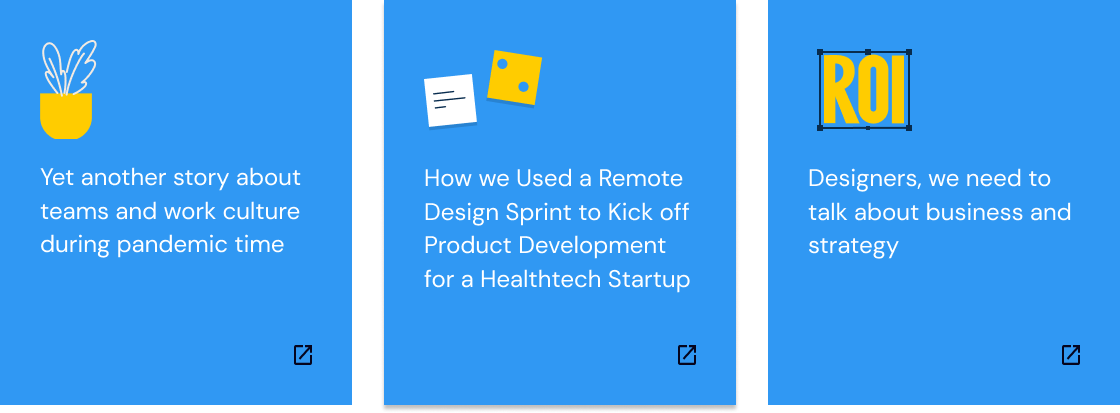 Yet another story about
teams and work culture
during pandemic time
How we Used a Remote
Design Sprint to Kick off
Product Development
for a Healthtech Startup
ROI
Designers, we need to
talk about business and
strategy